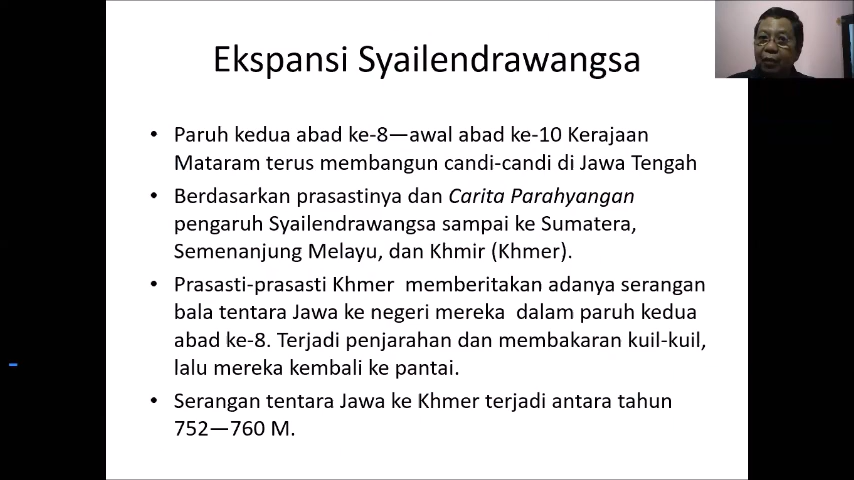 Ekspansi Syailendrawangsa
• Paruh kedua abad ke-8—awal abad ke-10 Kerajaan
Mataram terus membangun candi-candi di Jawa Tengah
• Berdasarkan prasastinya dan Carita Parahyangan
pengaruh Syailendrawangsa sampai ke Sumatera,
Semenanjung Melayu, dan Khmir (Khmer).
• Prasasti-prasasti Khmer memberitakan adanya serangan
bala tentara Jawa ke negeri mereka dalam paruh kedua
abad ke-8. Terjadi penjarahan dan membakaran kuil-kuil,
lalu mereka kembali ke pantai.
• Serangan tentara Jawa ke Khmer terjadi antara tahun
752—760 M.